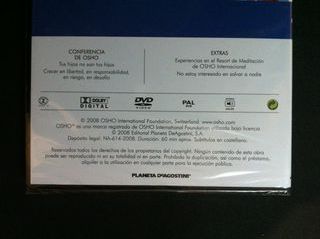 CONFERENCIA
DE OSHO
Tus hijos no son tus hijos
Crecer en libertad, en responsabilidad,
en riesgo, en desafío
EXTRAS
Experiencias en el Resort de Meditación
de OSHO Internacional
No estoy interesado en salvar a nadie
DOLBY
DIGITAL
DVD
VIDEO
PAL
© 2008 OSHO International Foundation, Switzerland. www.osho.com
OSHO® es una marca registrada de OSHO International Foundation utilizada bajo licencia
© 2008 Editorial Planeta DeAgostini, S.A.
Depósito legal: NA-614-2008. Duración: 60 min aprox. Subtítulos en castellano.
Reservados todos los derechos de los propietarios del copyright. Ningún contenido de esta obra
puede ser reproducido ni en su totalidad ni en parte. Prohibida la duplicación, así como el préstamo,
alquiler o la utilización de toda o cualquier parte para la ejecución pública.
PLANETA DeAGOSTINI